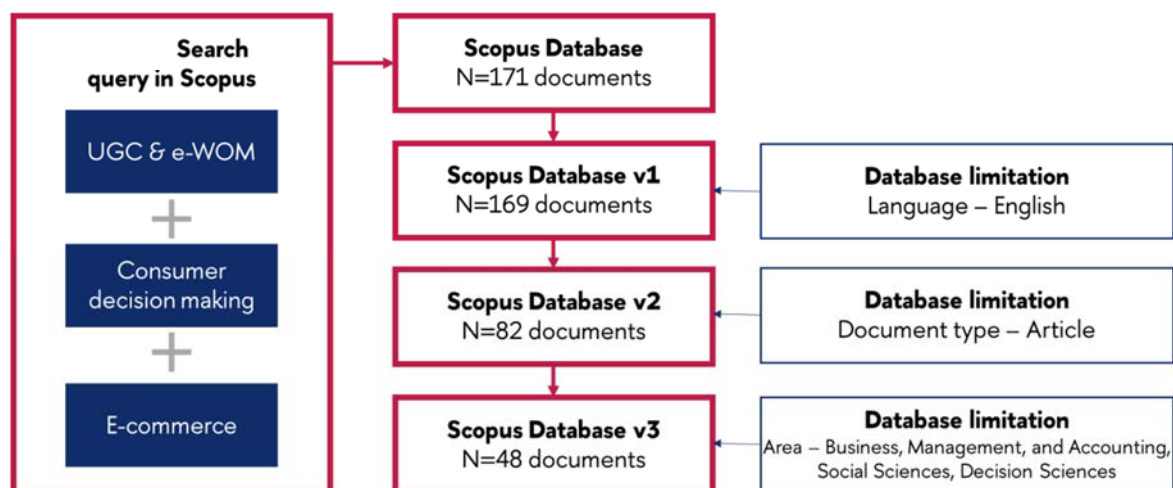 Search
query in Scopus
UGC & e-WOM
+
Consumer
decision making
+
E-commerce
Scopus Database
N=171 documents
Scopus Database v1
N=169 documents
Scopus Database v2
N=82 documents
Scopus Database v3
N=48 documents
Database limitation
Language – English
Database limitation
Document type – Article
Database limitation
Area – Business, Management, and Accounting,
Social Sciences, Decision Sciences